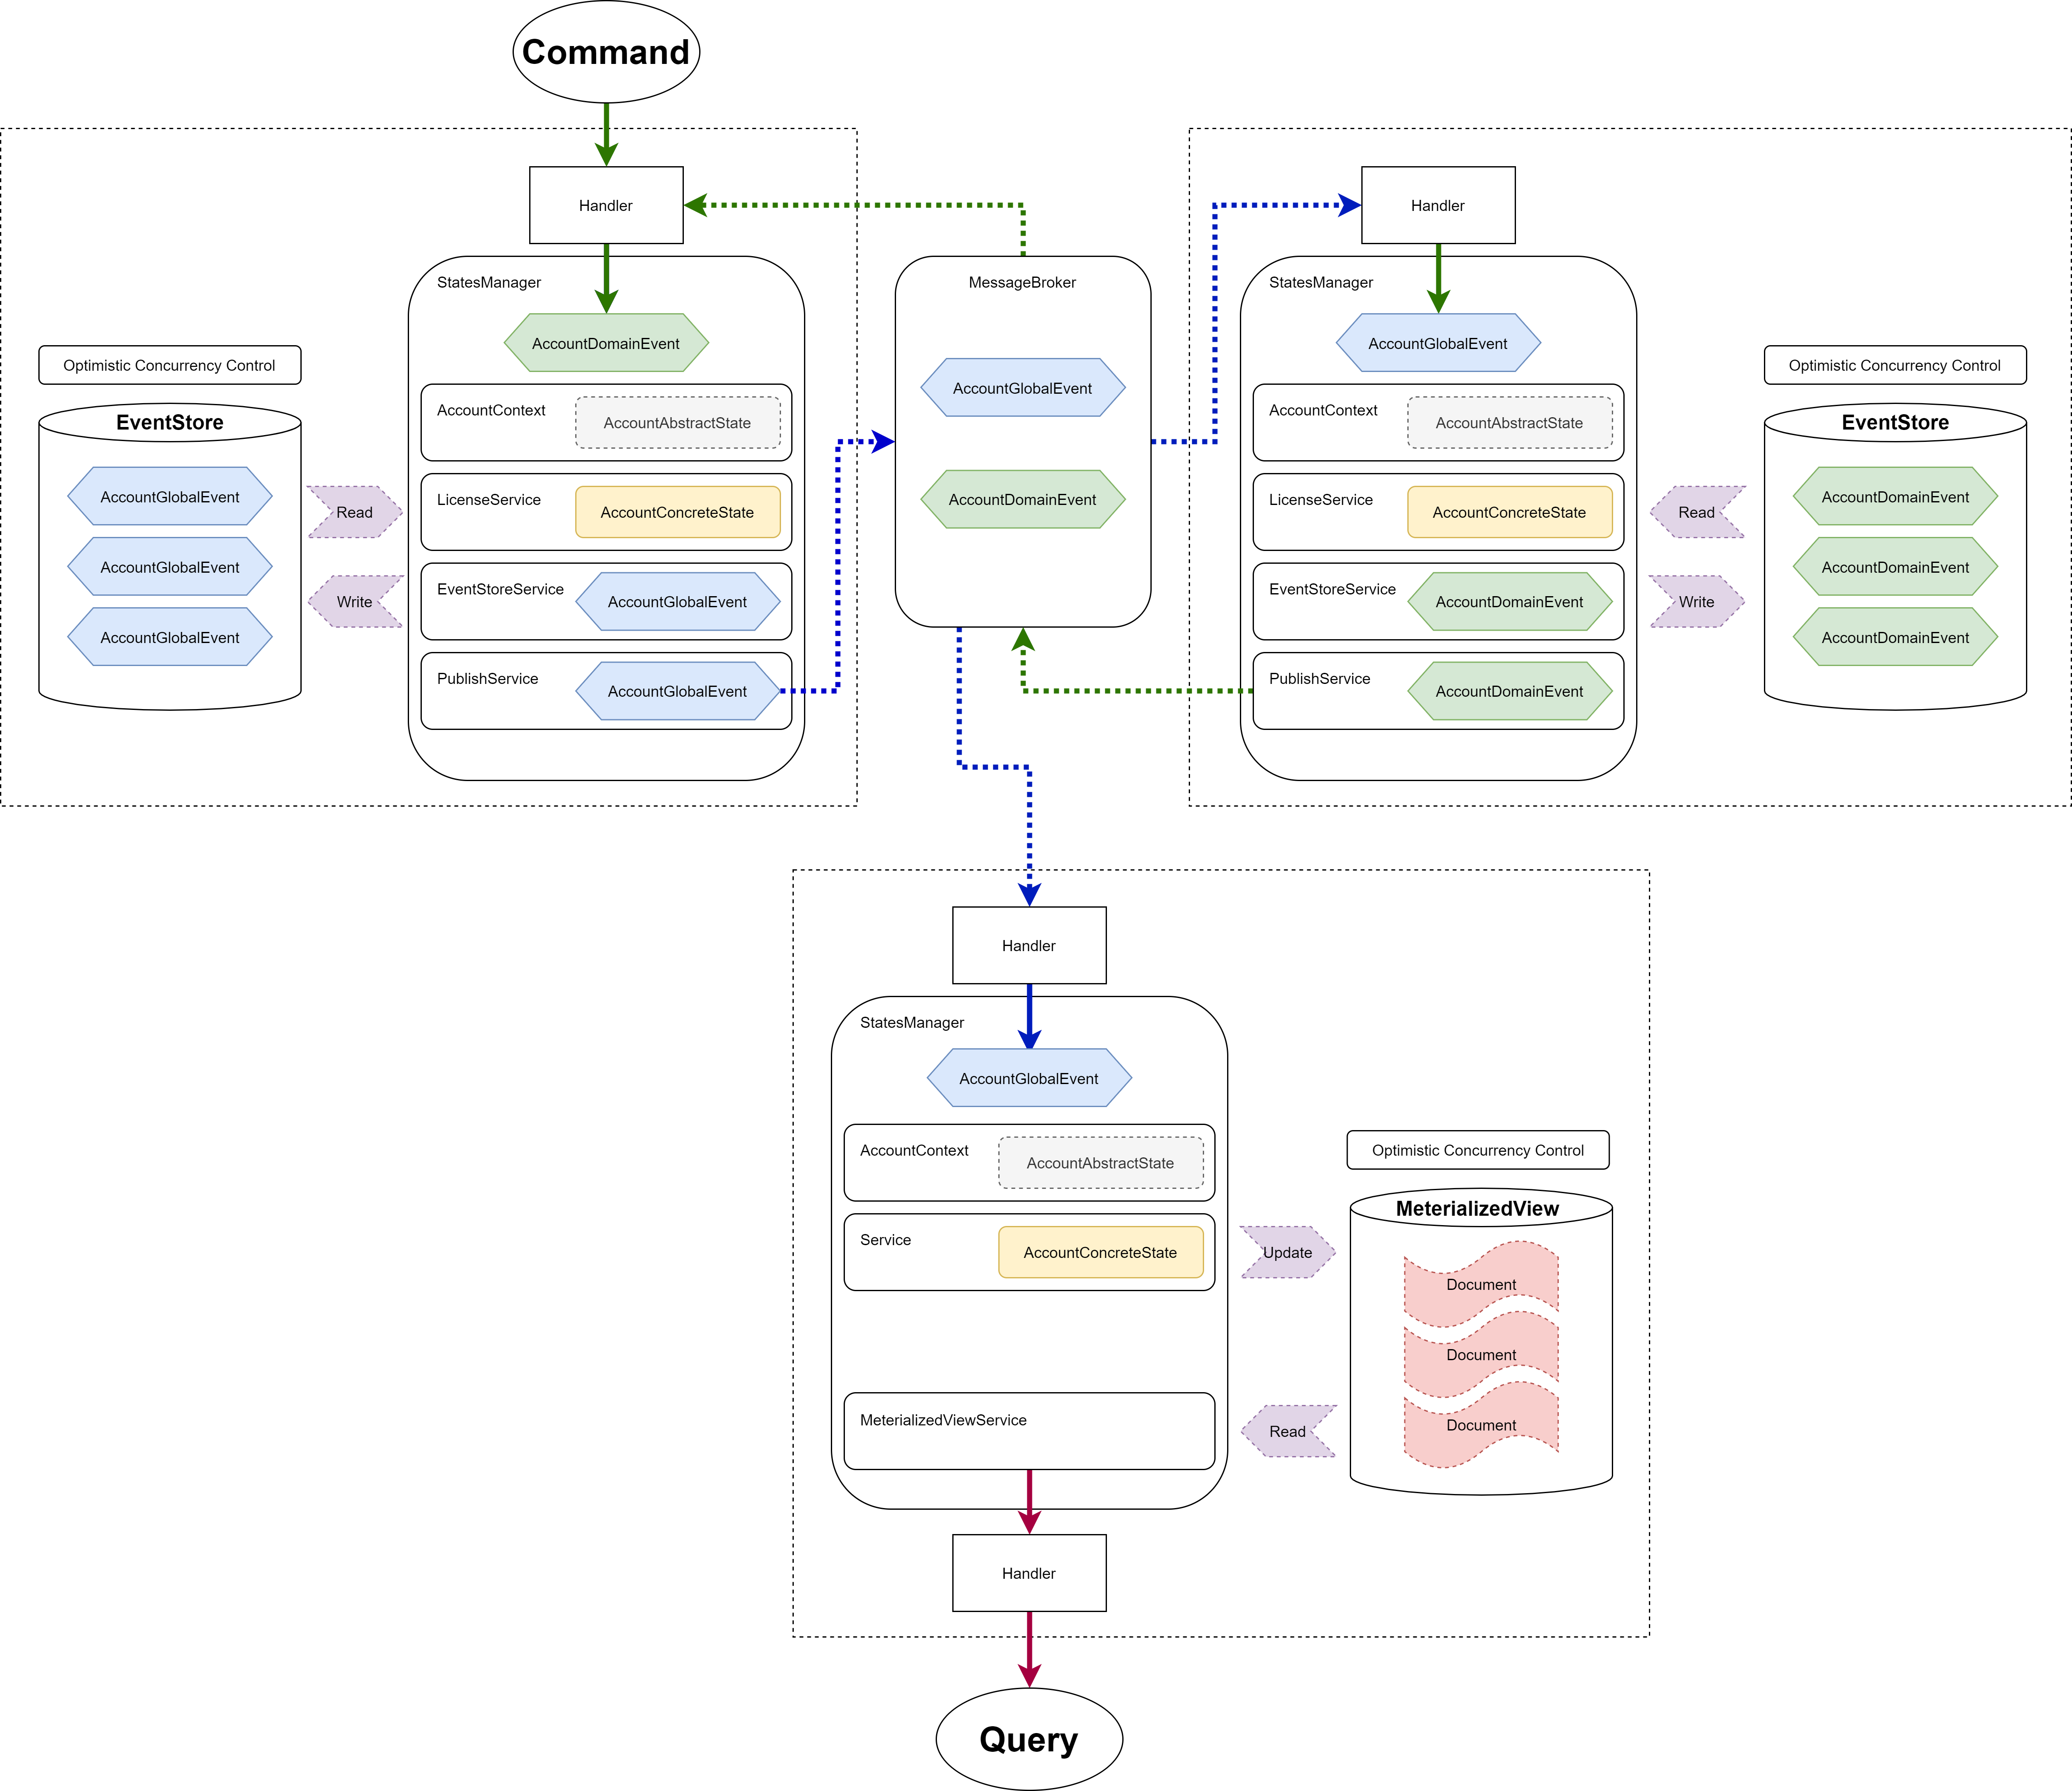 Command
Handler
StatesManager
AccountDomainEvent
Optimistic Concurrency Control
EventStore
AccountGlobalEvent
AccountGlobalEvent
AccountGlobalEvent
Read
Write
AccountContext
AccountAbstractState
LicenseService
AccountConcreteState
EventStoreService
AccountGlobalEvent
PublishService
AccountGlobalEvent
MessageBroker
AccountGlobalEvent
AccountDomainEvent
Handler
StatesManager
AccountGlobalEvent
AccountContext
AccountAbstractState
LicenseService
AccountConcreteState
EventStoreService
AccountDomainEvent
PublishService
AccountDomainEvent
Read
Write
Optimistic Concurrency Control
EventStore
AccountDomainEvent
AccountDomainEvent
AccountDomainEvent
Handler
StatesManager
AccountGlobalEvent
AccountContext
AccountAbstractState
Service
AccountConcreteState
MeterializedViewService
Update
Read
Optimistic Concurrency Control
MeterializedView
Document
Document
Document
Handler
Query